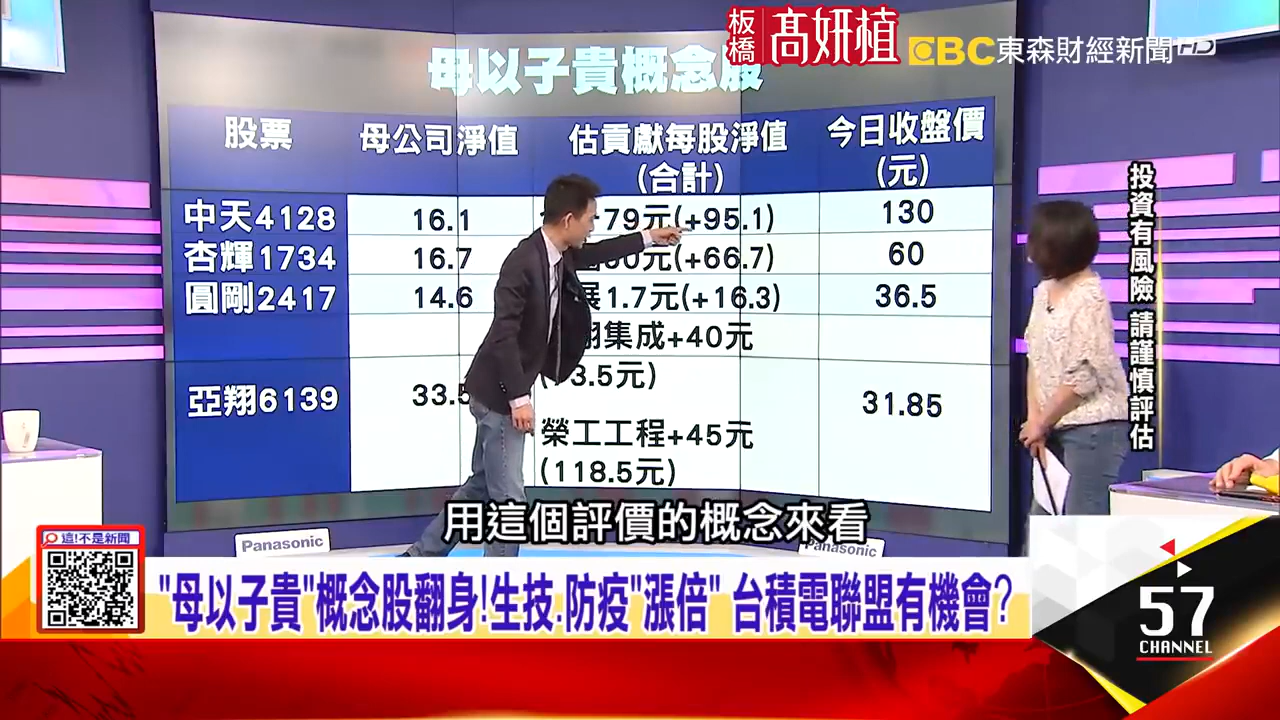 板橋
高妍植
EBC東森財經新聞HD
母以子貴概念股
股票 母公司淨值 估貢獻每股淨值(合計) 今日收盤價(元)
中天4128 16.1 79元(+95.1) 130
杏輝1734 16.7 元(+66.7) 60
圓剛2417 14.6 展1.7元(+16.3) 36.5
亞翔6139 33.5 翔集成+40元
3.5元)
31.85
榮工工程+45元
(118.5元)
投資有風險 請謹慎評估
Panasonic
Panasonic
用這個評價的概念來看
這!不是新聞
"母以子貴"概念股翻身!生技.防疫"漲倍" 台積電聯盟有機會?
57
CHANNEL